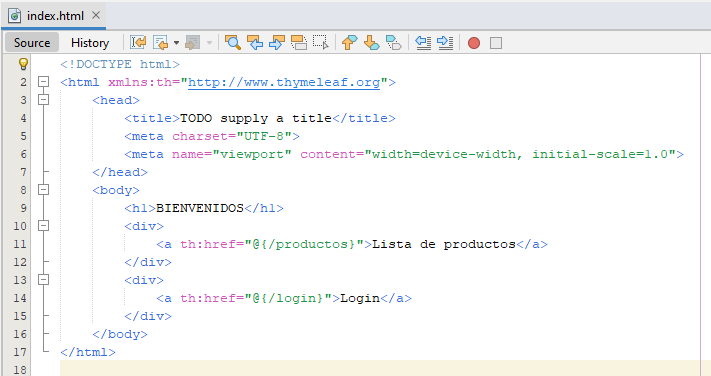 index.html
Source History
<!DOCTYPE html>
2 <html xmlns:th="http://www.thymeleaf.org">
3 <head>
4 <title>TODO supply a title</title>
5 <meta charset="UTF-8">
6 <meta name="viewport" content="width=device-width, initial-scale=1.0">
7 </head>
8 <body>
9 <h1>BIENVENIDOS</h1>
10 <div>
11 <a th:href="@{/productos}">Lista de productos</a>
12 </div>
13 <div>
14 <a th:href="@{/login}">Login</a>
15 </div>
16 </body>
17 </html>
18